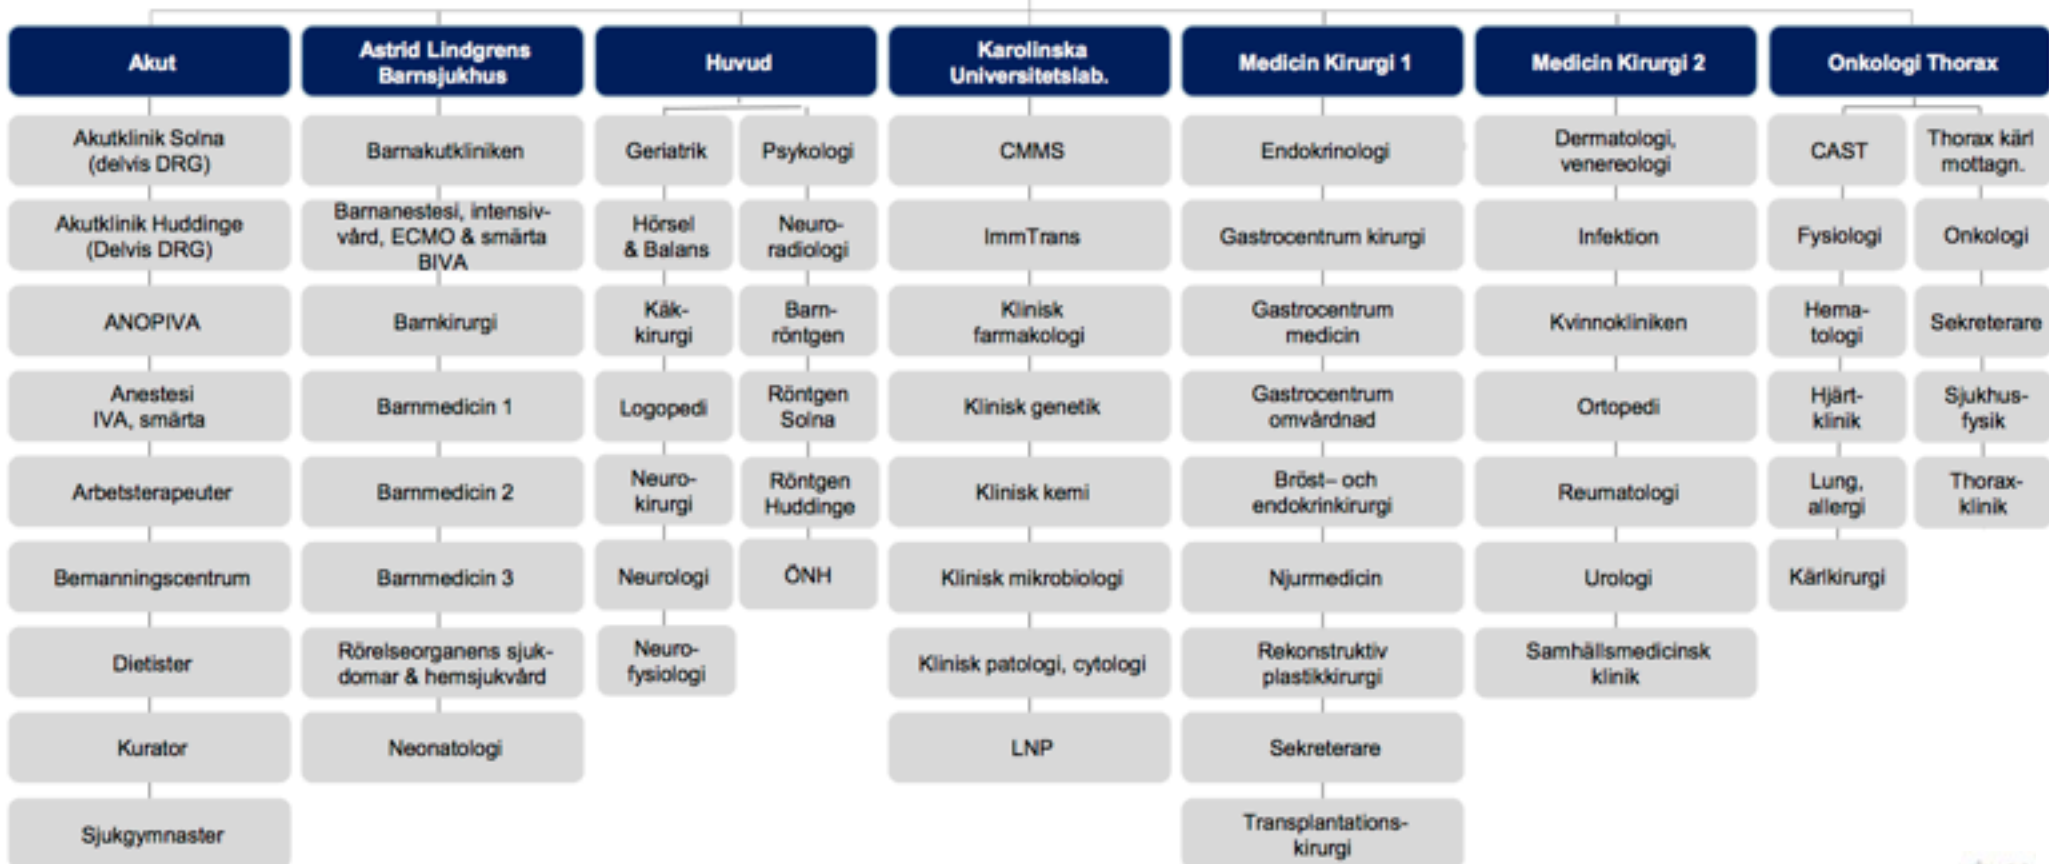 Akut
Akutklinik Solna
(delvis DRG)
Akutklinik Huddinge
(Delvis DRG)
ANOPIVA
Anestesi
IVA, smärta
Arbetsterapeuter
Bemanningscentrum
Dietister
Kurator
Sjukgymnaster
Astrid Lindgrens
Barnsjukhus
Barnakutkliniken
Barnanestesi, intensiv-
vård, ECMO & smärta
BIVA
Barnkirurgi
Barnmedicin 1
Barnmedicin 2
Barnmedicin 3
Rörelseorganens sjuk-
domar & hemsjukvård
Neonatologi
Huvud
Geriatrik
Hörsel
& Balans
Käk-
kirurgi
Logopedi
Neuro-
kirurgi
Neurologi
Neuro-
fysiologi
Psykologi
Neuro-
radiologi
Barn-
röntgen
Röntgen
Solna
Röntgen
Huddinge
ÖNH
Karolinska
Universitetslab.
CMMS
ImmTrans
Klinisk
farmakologi
Klinisk genetik
Klinisk kemi
Klinisk mikrobiologi
Klinisk patologi, cytologi
LNP
Medicin Kirurgi 1
Endokrinologi
Gastrocentrum kirurgi
Gastrocentrum
medicin
Gastrocentrum
omvårdnad
Bröst– och
endokrinkirurgi
Njurmedicin
Rekonstruktiv
plastikkirurgi
Sekreterare
Transplantations-
kirurgi
Medicin Kirurgi 2
Dermatologi,
venereologi
Infektion
Kvinnokliniken
Ortopedi
Reumatologi
Urologi
Samhällsmedicinsk
klinik
Onkologi Thorax
CAST
Fysiologi
Hema-
tologi
Hjärt-
klinik
Lung,
allergi
Kärlkirurgi
Thorax kärl
mottagn.
Onkologi
Sekreterare
Sjukhus-
fysik
Thorax-
klinik